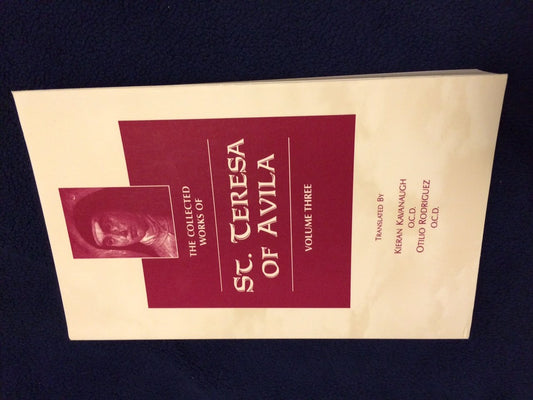 THE COLLECTED
WORKS OF
ST. TERESA
OF AVILA
VOLUME THREE
TRANSLATED BY
KIERAN KAVANAUGH
O.C.D.
OTILIO RODRIGUEZ
O.C.D.